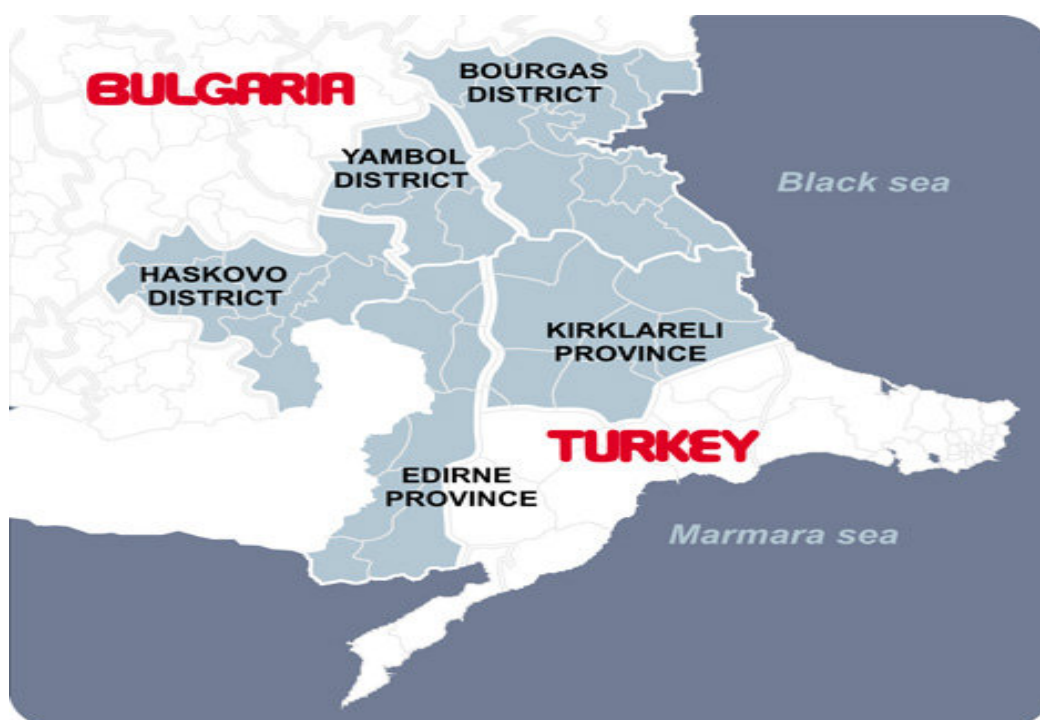 BULGARIA
BOURGAS
DISTRICT
YAMBOL
DISTRICT
Black sea
HASKOVO
DISTRICT
KIRKLARELI
PROVINCE
TURKEY
EDIRNE
PROVINCE
Marmara sea